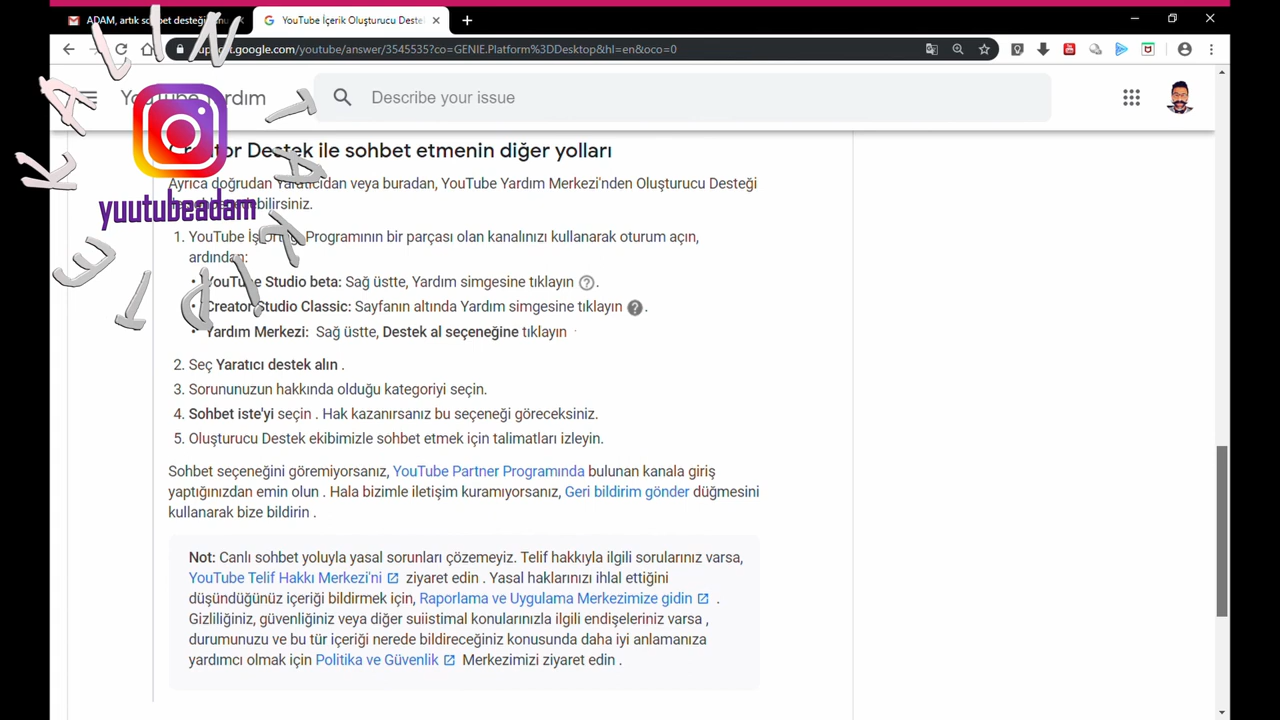 ADAM, artık sohbet desteği
YouTube İçerik Oluşturucu Deste
google.com/youtube/answer/3545535?co=GENIE.Platform%3DDesktop&hl=en&oco=0
Describe your issue
Destek ile sohbet etmenin diğer yolları
Ayrıca doğrudan Yaratıcıdan veya buradan, YouTube Yardım Merkezi'nden Oluşturucu Desteği
yuutubeadam
1. YouTube İş Programının bir parçası olan kanalınızı kullanarak oturum açın,
ardından:
• YouTube Studio beta: Sağ üstte, Yardım simgesine tıklayın ?.
• Creator Studio Classic: Sayfanın altında Yardım simgesine tıklayın ? .
• Yardım Merkezi: Sağ üstte, Destek al seçeneğine tıklayın
2. Seç Yaratıcı destek alın .
3. Sorununuzun hakkında olduğu kategoriyi seçin.
4. Sohbet iste'yi seçin . Hak kazanırsanız bu seçeneği göreceksiniz.
5. Oluşturucu Destek ekibimizle sohbet etmek için talimatları izleyin.
Sohbet seçeneğini göremiyorsanız, YouTube Partner Programında bulunan kanala giriş
yaptığınızdan emin olun . Hala bizimle iletişim kuramıyorsanız, Geri bildirim gönder düğmesini
kullanarak bize bildirin .
Not: Canlı sohbet yoluyla yasal sorunları çözemeyiz. Telif hakkıyla ilgili sorularınız varsa,
YouTube Telif Hakkı Merkezi'ni ziyaret edin . Yasal haklarınızı ihlal ettiğini
düşündüğünüz içeriği bildirmek için, Raporlama ve Uygulama Merkezimize gidin .
Gizliliğiniz, güvenliğiniz veya diğer suiistimal konularınızla ilgili endişeleriniz varsa ,
durumunuzu ve bu tür içeriği nerede bildireceğiniz konusunda daha iyi anlamanıza
yardımcı olmak için Politika ve Güvenlik Merkezimizi ziyaret edin .